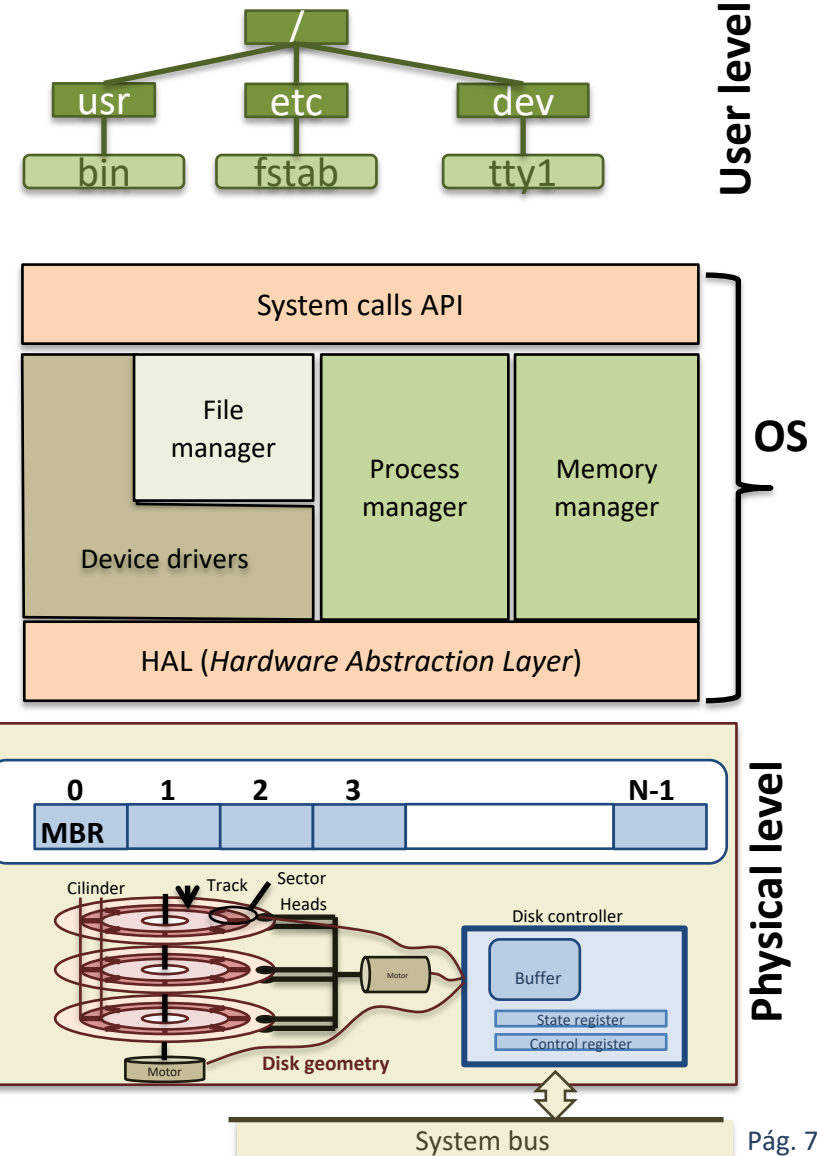 /
usr etc dev
bin fstab tty1
User level
System calls API
File
manager
Process
manager
Memory
manager
Device drivers
HAL (Hardware Abstraction Layer)
OS
0 1 2 3 N-1
MBR
Cilinder
Track
Sector
Heads
Motor
Motor
Disk geometry
Disk controller
Buffer
State register
Control register
Physical level
System bus
Pág. 7